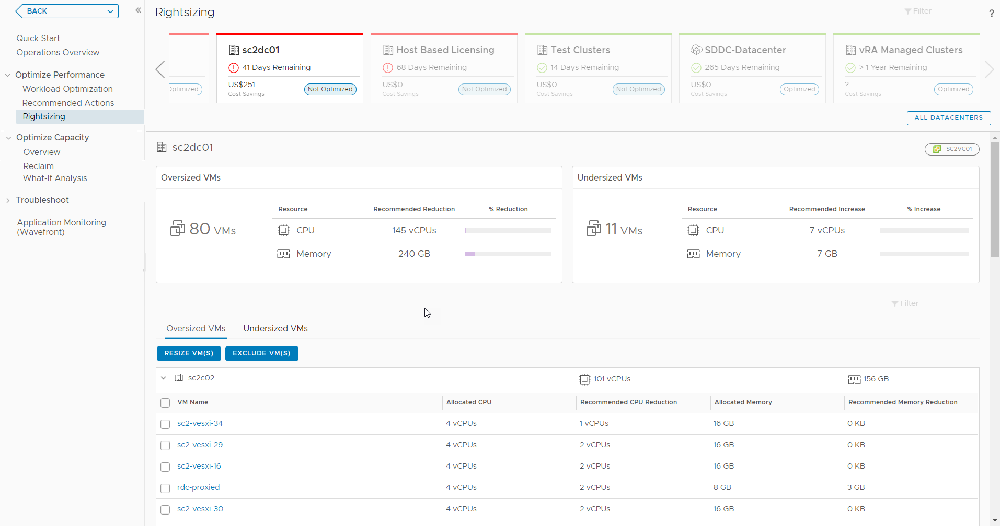 BACK
«
Quick Start
Operations Overview
Optimize Performance
Workload Optimization
Recommended Actions
Rightsizing
Optimize Capacity
Overview
Reclaim
What-If Analysis
Troubleshoot
Application Monitoring
(Wavefront)
Rightsizing
Filter
?
Optimized
sc2dc01
41 Days Remaining
US$251
Cost Savings
Not Optimized
Host Based Licensing
68 Days Remaining
US$0
Cost Savings
Not Optimized
Test Clusters
14 Days Remaining
US$0
Cost Savings
Not Optimized
SDDC-Datacenter
265 Days Remaining
US$0
Cost Savings
Optimized
vRA Managed Clusters
> 1 Year Remaining
?
Cost Savings
Optimized
ALL DATACENTERS
sc2dc01
SC2VC01
Oversized VMs
80 VMs
Resource Recommended Reduction % Reduction
CPU 145 vCPUs
Memory 240 GB
Undersized VMs
11 VMs
Resource Recommended Increase % Increase
CPU 7 vCPUs
Memory 7 GB
Filter
Oversized VMs Undersized VMs
RESIZE VM(S) EXCLUDE VM(S)
sc2c02 101 vCPUs 156 GB
VM Name Allocated CPU Recommended CPU Reduction Allocated Memory Recommended Memory Reduction
sc2-vesxi-34 4 vCPUs 1 vCPUs 16 GB 0 KB
sc2-vesxi-29 4 vCPUs 2 vCPUs 16 GB 0 KB
sc2-vesxi-16 4 vCPUs 2 vCPUs 16 GB 0 KB
rdc-proxied 4 vCPUs 2 vCPUs 8 GB 3 GB
sc2-vesxi-30 4 vCPUs 2 vCPUs 16 GB 0 KB